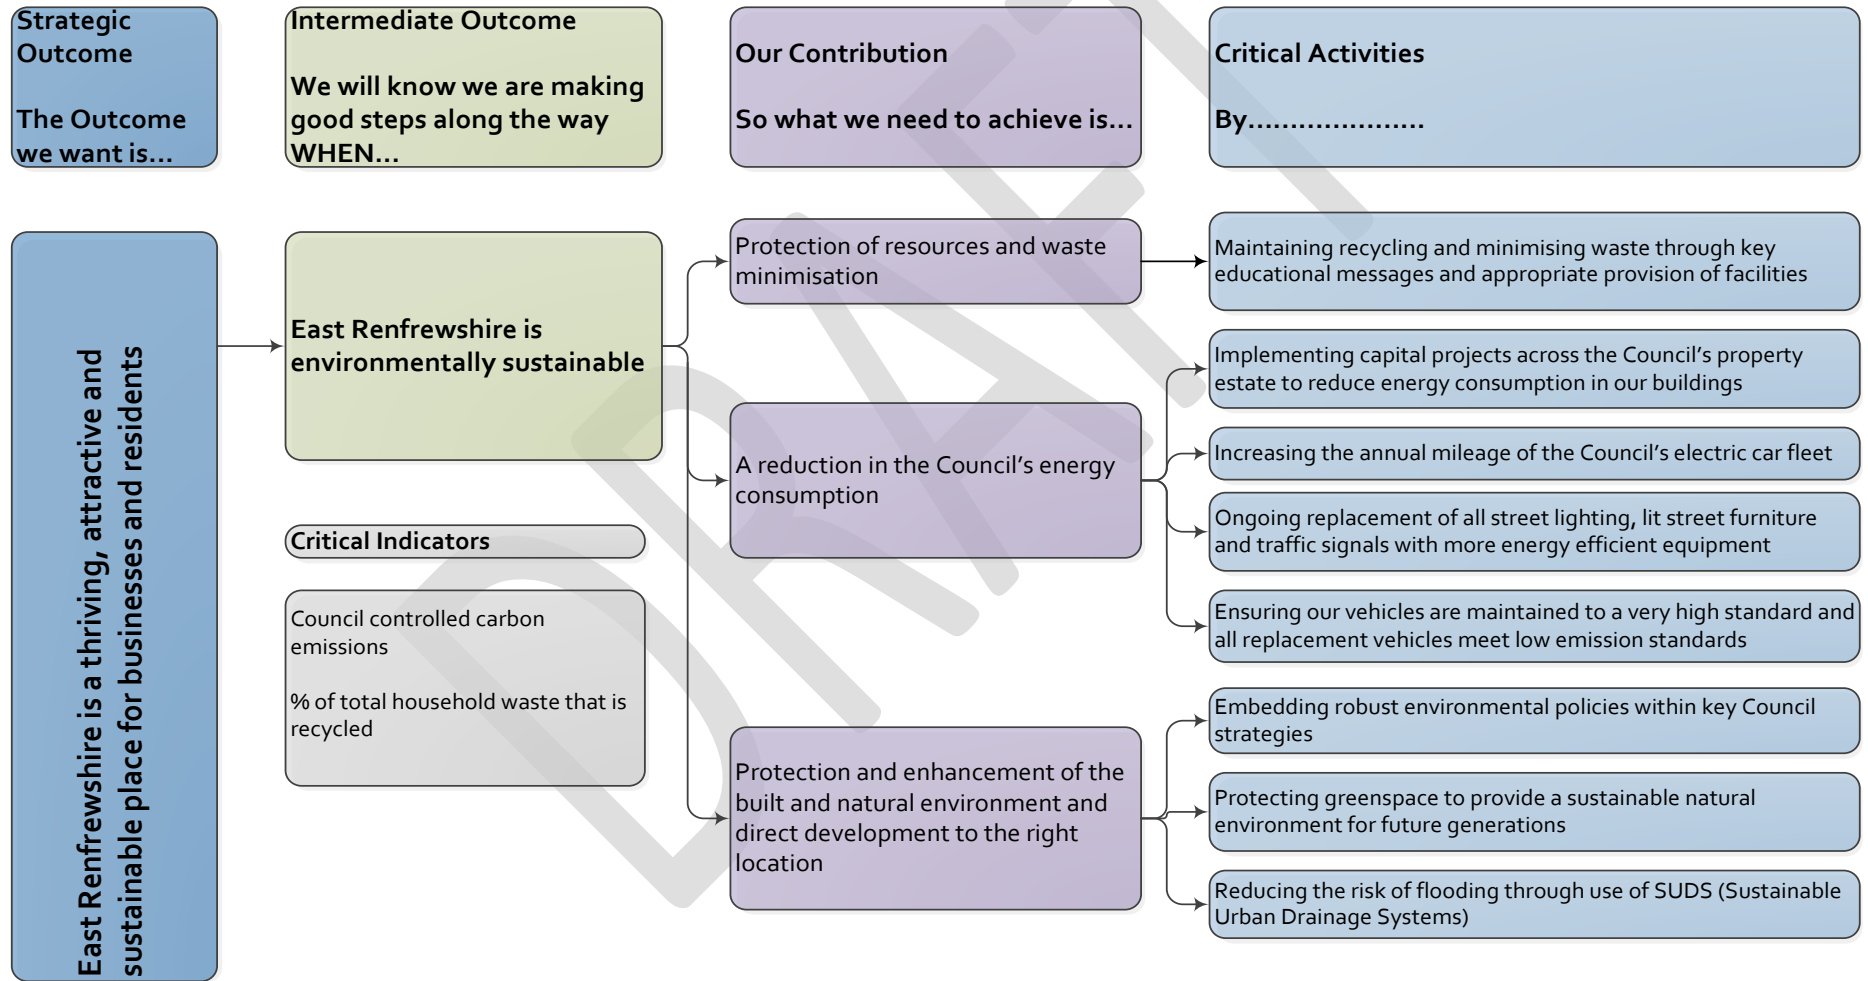 Strategic
Outcome
The Outcome
we want is...
Intermediate Outcome
We will know we are making
good steps along the way
WHEN...
Our Contribution
So what we need to achieve is...
Critical Activities
By.....................
East Renfrewshire is a thriving, attractive and
sustainable place for businesses and residents
East Renfrewshire is
environmentally sustainable
Critical Indicators
Council controlled carbon
emissions
% of total household waste that is
recycled
Protection of resources and waste
minimisation
A reduction in the Council's energy
consumption
Protection and enhancement of the
built and natural environment and
direct development to the right
location
Maintaining recycling and minimising waste through key
educational messages and appropriate provision of facilities
Implementing capital projects across the Council's property
estate to reduce energy consumption in our buildings
Increasing the annual mileage of the Council's electric car fleet
Ongoing replacement of all street lighting, lit street furniture
and traffic signals with more energy efficient equipment
Ensuring our vehicles are maintained to a very high standard and
all replacement vehicles meet low emission standards
Embedding robust environmental policies within key Council
strategies
Protecting greenspace to provide a sustainable natural
environment for future generations
Reducing the risk of flooding through use of SUDS (Sustainable
Urban Drainage Systems)
DRAFT